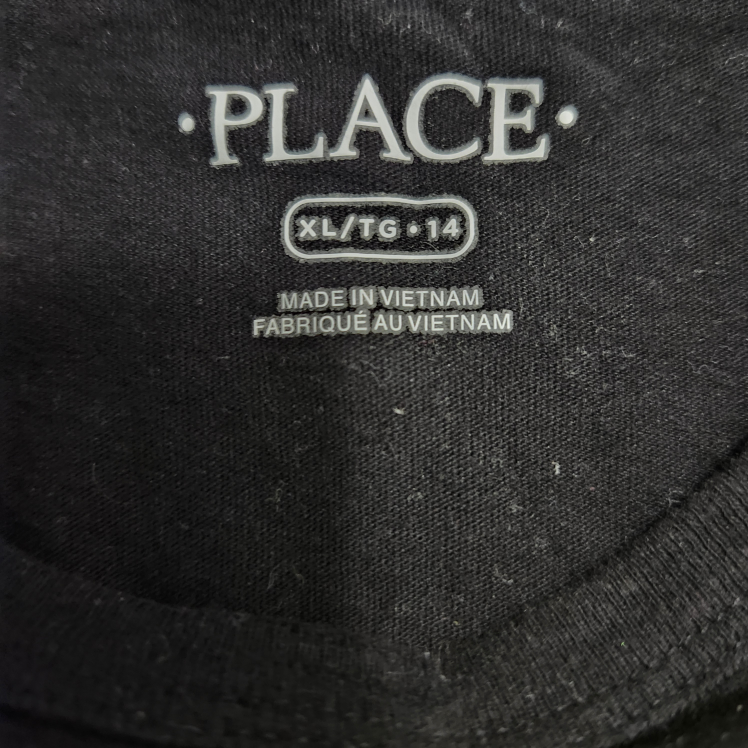 ·PLACE·
XL/TG·14
MADE IN VIETNAM
FABRIQUÉ AU VIETNAM